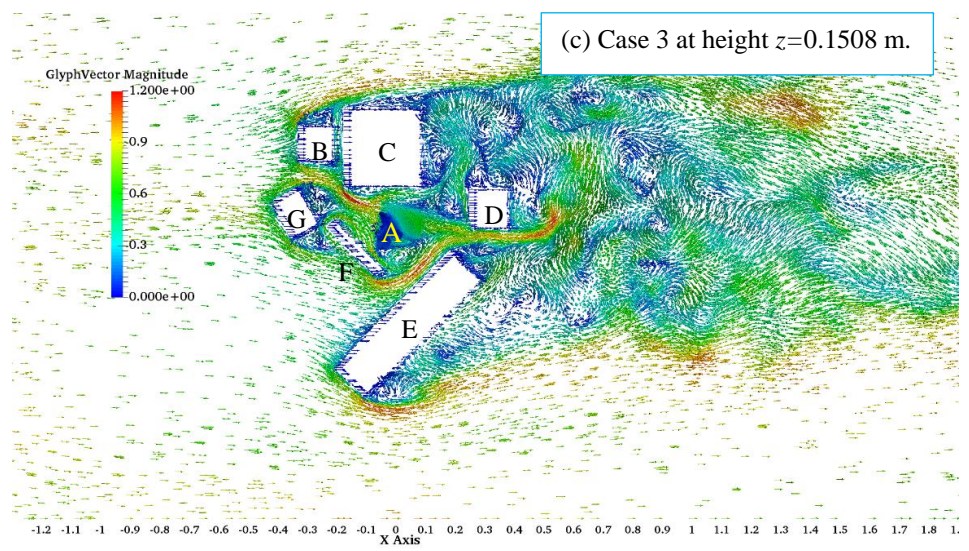 (c) Case 3 at height z=0.1508 m.
GlyphVector Magnitude
1.200e+00
0.9
0.6
0.3
0.000e+00
B
C
G
D
A
F
E
-1.2 -1.1 -1 -0.9 -0.8 -0.7 -0.6 -0.5 -0.4 -0.3 -0.2 -0.1 0 0.1 0.2 0.3 0.4 0.5 0.6 0.7 0.8 0.9 1 1.1 1.2 1.3 1.4 1.5 1.6 1.7 1.8
X Axis